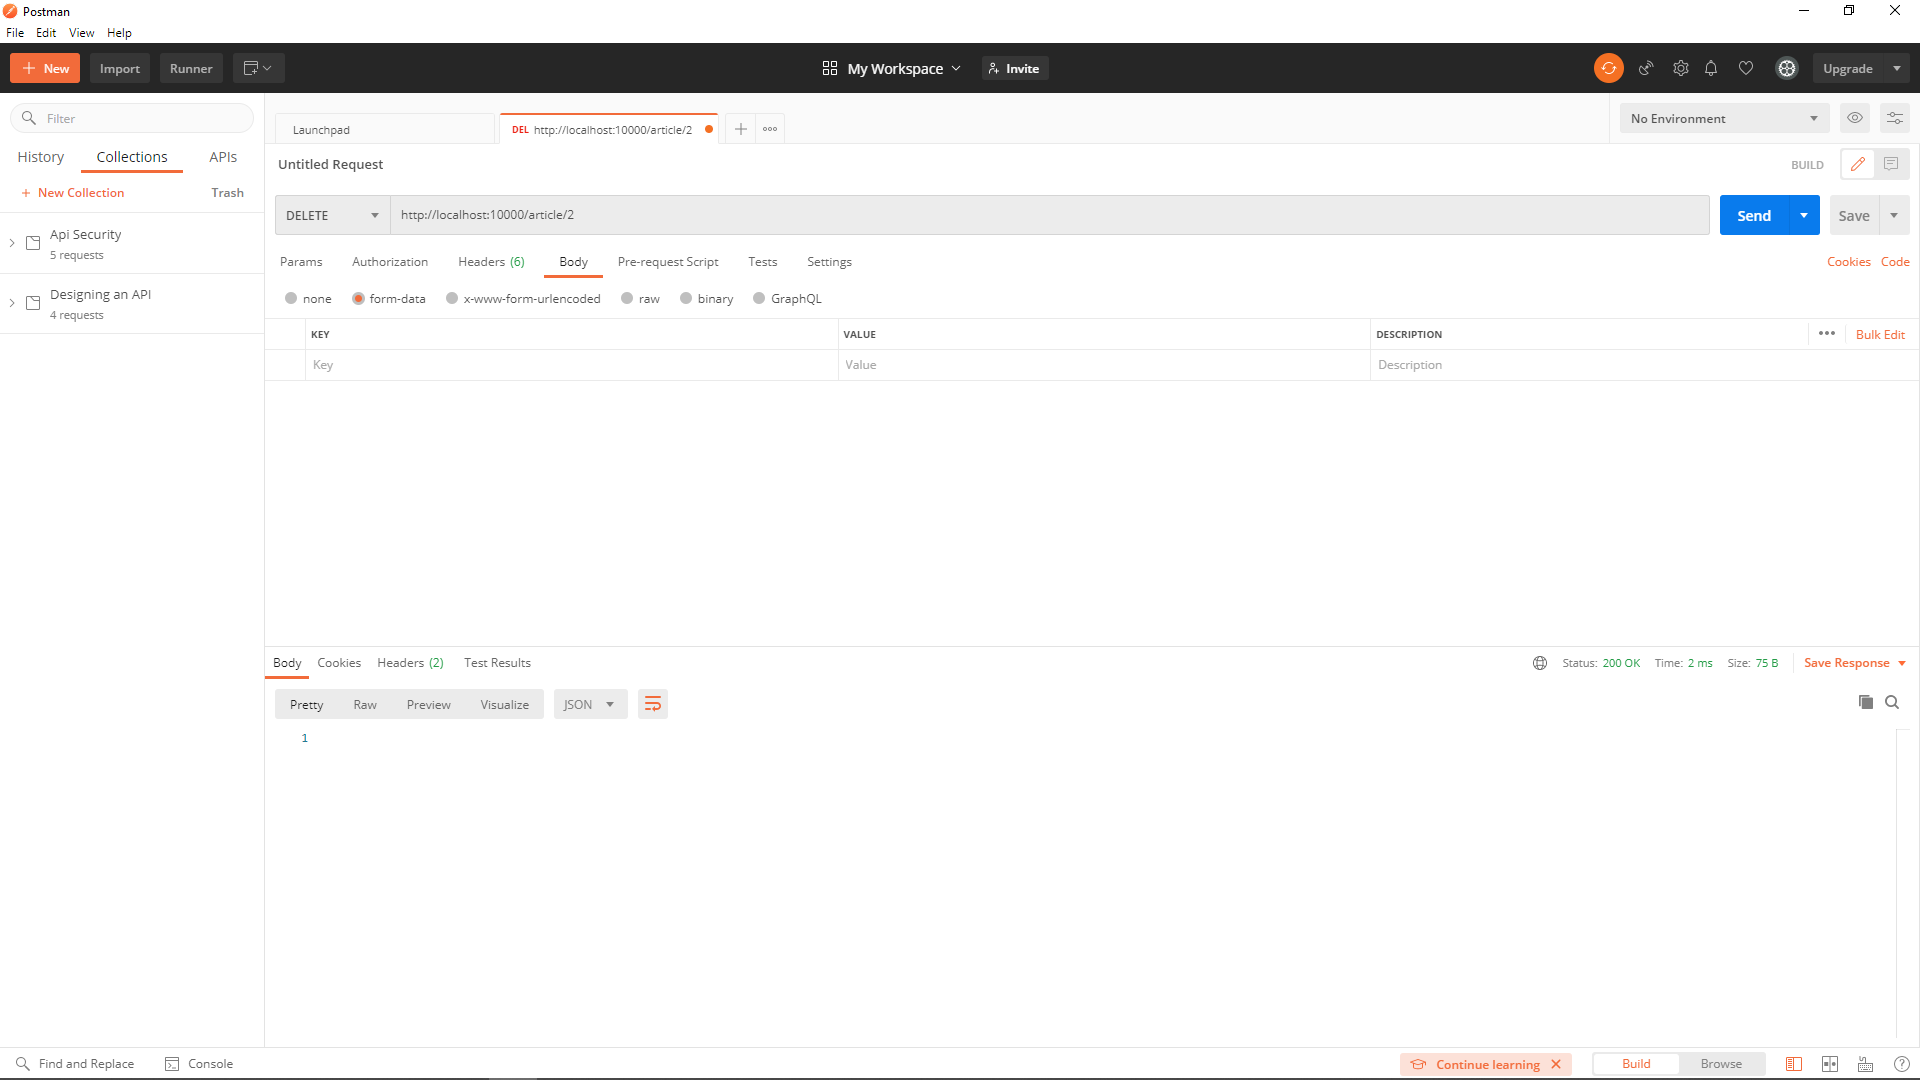 Postman
File Edit View Help
New Import Runner My Workspace Invite Upgrade
Filter
Launchpad DEL http://localhost:10000/article/2 No Environment
History Collections APIs
Untitled Request BUILD
+ New Collection Trash
DELETE http://localhost:10000/article/2 Send Save
Api Security
5 requests
Params Authorization Headers (6) Body Pre-request Script Tests Settings Cookies Code
Designing an API
4 requests
none form-data x-www-form-urlencoded raw binary GraphQL
KEY VALUE DESCRIPTION Bulk Edit
Key Value Description
Body Cookies Headers (2) Test Results Status: 200 OK Time: 2 ms Size: 75 B Save Response
Pretty Raw Preview Visualize JSON
1
Find and Replace Console Continue learning Build Browse